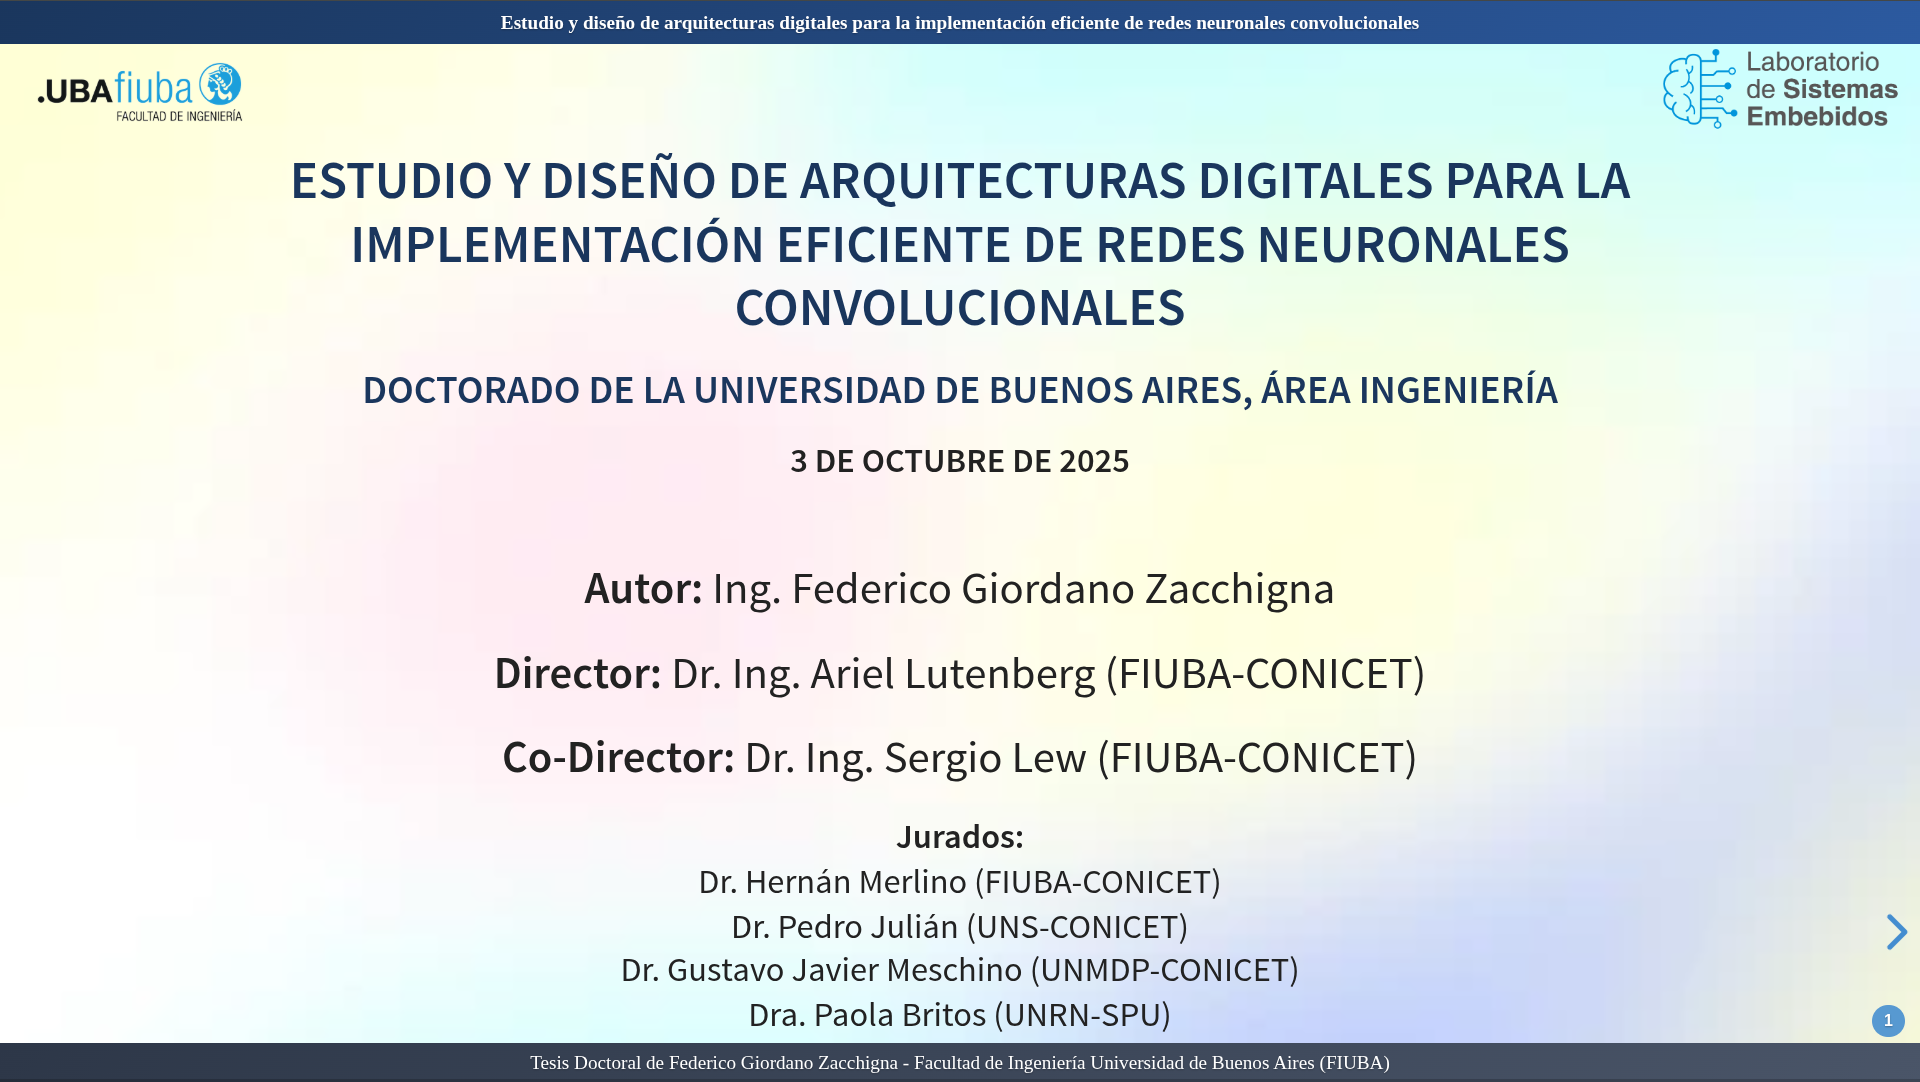 Estudio y diseño de arquitecturas digitales para la implementación eficiente de redes neuronales convolucionales
.UBAfiuba
FACULTAD DE INGENIERÍA
Laboratorio
de Sistemas
Embebidos
ESTUDIO Y DISEÑO DE ARQUITECTURAS DIGITALES PARA LA
IMPLEMENTACIÓN EFICIENTE DE REDES NEURONALES
CONVOLUCIONALES
DOCTORADO DE LA UNIVERSIDAD DE BUENOS AIRES, ÁREA INGENIERÍA
3 DE OCTUBRE DE 2025
Autor: Ing. Federico Giordano Zacchigna
Director: Dr. Ing. Ariel Lutenberg (FIUBA-CONICET)
Co-Director: Dr. Ing. Sergio Lew (FIUBA-CONICET)
Jurados:
Dr. Hernán Merlino (FIUBA-CONICET)
Dr. Pedro Julián (UNS-CONICET)
Dr. Gustavo Javier Meschino (UNMDP-CONICET)
Dra. Paola Britos (UNRN-SPU)
1
Tesis Doctoral de Federico Giordano Zacchigna - Facultad de Ingeniería Universidad de Buenos Aires (FIUBA)